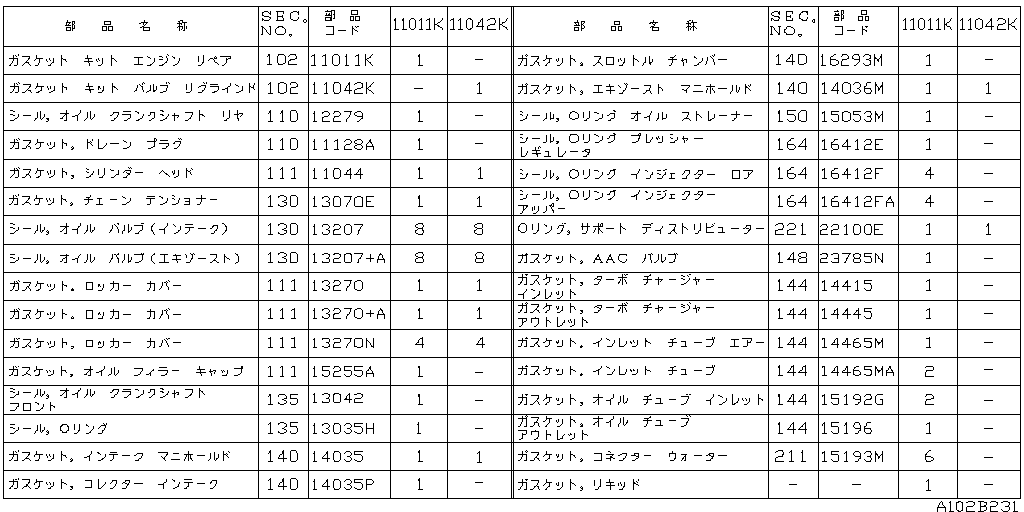 部 品 名 称 SEC. NO. 部 品 コード 11011K 11042K
ガスケット キット エンジン リペア 102 11011K 1 -
ガスケット キット バルブ リグラインド 102 11042K - 1
シール, オイル クランクシャフト リヤ 110 12279 1 -
ガスケット, ドレーン プラグ 110 11128A 1 -
ガスケット, シリンダー ヘッド 111 11044 1 1
ガスケット, チェーン テンショナー 130 13070E 1 1
シール, オイル バルブ (インテーク) 130 13207 8 8
シール, オイル バルブ (エキゾースト) 130 13207+A 8 8
ガスケット. ロッカー カバー 111 13270 1 1
ガスケット. ロッカー カバー 111 13270+A 1 1
ガスケット, ロッカー カバー 111 13270N 4 4
ガスケット, オイル フィラー キャップ 111 15255A 1 -
シール, オイル クランクシャフト
フロント 135 13042 1 -
シール, Oリング 135 13035H 1 -
ガスケット, インテーク マニホールド 140 14035 1 1
ガスケット, コレクター インテーク 140 14035P 1 -
部 品 名 称 SEC. NO. 部 品 コード 11011K 11042K
ガスケット, スロットル チャンバー 140 16293M 1 -
ガスケット, エキゾースト マニホールド 140 14036M 1 1
シール, Oリング オイル ストレーナー 150 15053M 1 -
シール, Oリング プレッシャー
レギュレータ 164 16412E 1 -
シール, Oリング インジェクター ロア 164 16412F 4 -
シール, Oリング インジェクター
アッパー 164 16412FA 4 -
Oリング, サポート ディストリビューター 221 22100E 1 1
ガスケット, AAC バルブ 148 23785N 1 -
ガスケット, ターボ チャージャー
インレット 144 14415 1 -
ガスケット, ターボ チャージャー
アウトレット 144 14445 1 -
ガスケット. インレット チューブ エアー 144 14465M 1 -
ガスケット. インレット チューブ 144 14465MA 2 -
ガスケット, オイル チューブ インレット 144 15192G 2 -
ガスケット, オイル チューブ
アウトレット 144 15196 1 -
ガスケット, コネクター ウォーター 211 15193M 6 -
ガスケット, リキッド - - 1 -
A102B231